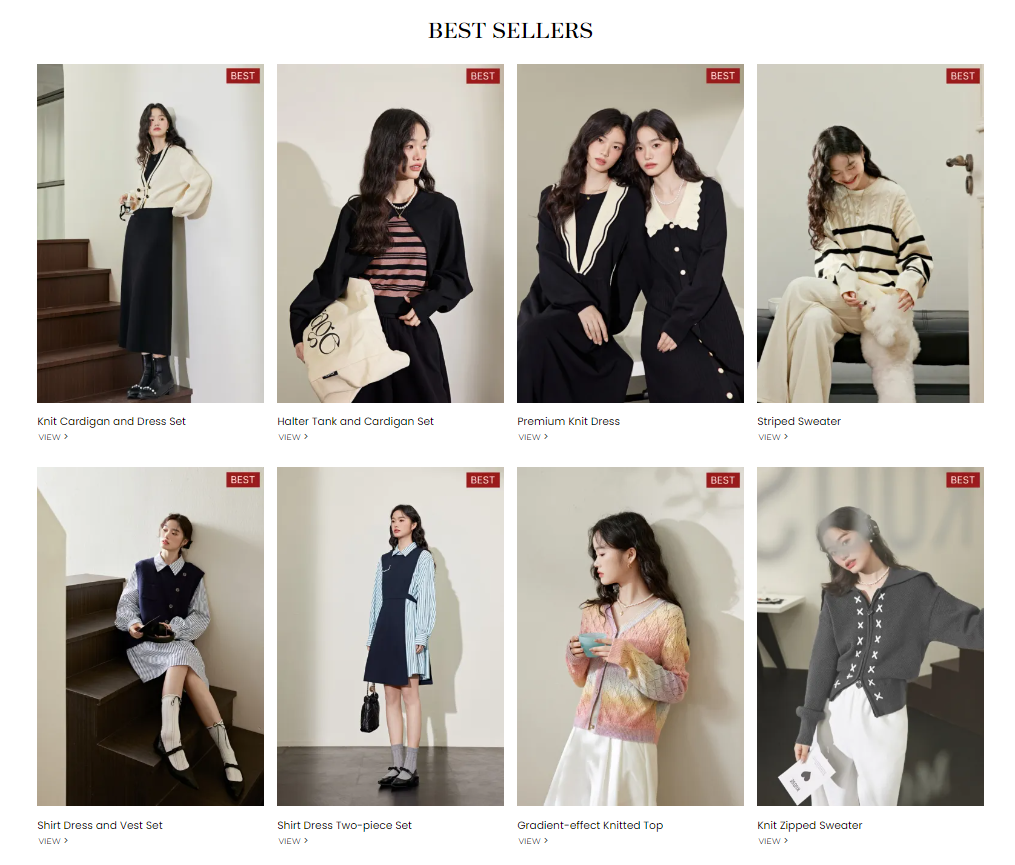 BEST SELLERS
BEST
BEST
BEST
BEST
Knit Cardigan and Dress Set
Halter Tank and Cardigan Set
Premium Knit Dress
Striped Sweater
VIEW >
VIEW >
VIEW >
VIEW >
BEST
BEST
BEST
BEST
Shirt Dress and Vest Set
Shirt Dress Two-piece Set
Gradient-effect Knitted Top
Knit Zipped Sweater
VIEW >
VIEW >
VIEW >
VIEW >